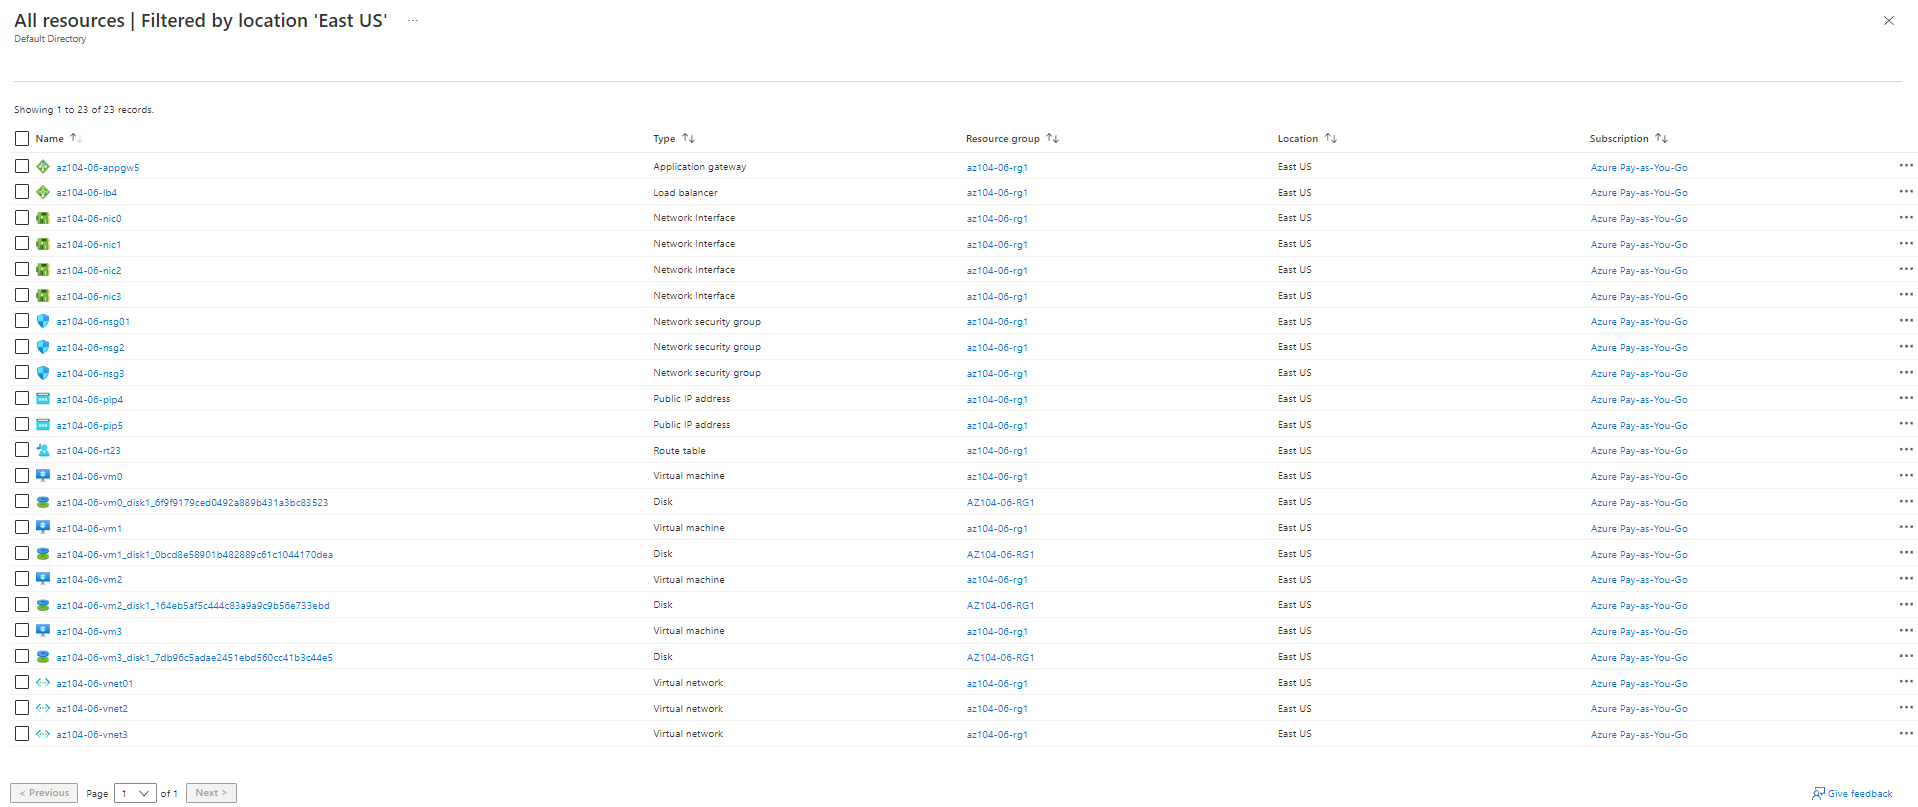 All resources | Filtered by location 'East US' ...
Default Directory
Showing 1 to 23 of 23 records.
Name Type Resource group Location Subscription
az104-06-appgw5 Application gateway az104-06-rg1 East US Azure Pay-as-You-Go
az104-06-lb4 Load balancer az104-06-rg1 East US Azure Pay-as-You-Go
az104-06-nic0 Network Interface az104-06-rg1 East US Azure Pay-as-You-Go
az104-06-nic1 Network Interface az104-06-rg1 East US Azure Pay-as-You-Go
az104-06-nic2 Network Interface az104-06-rg1 East US Azure Pay-as-You-Go
az104-06-nic3 Network Interface az104-06-rg1 East US Azure Pay-as-You-Go
az104-06-nsg01 Network security group az104-06-rg1 East US Azure Pay-as-You-Go
az104-06-nsg2 Network security group az104-06-rg1 East US Azure Pay-as-You-Go
az104-06-nsg3 Network security group az104-06-rg1 East US Azure Pay-as-You-Go
az104-06-pip4 Public IP address az104-06-rg1 East US Azure Pay-as-You-Go
az104-06-pip5 Public IP address az104-06-rg1 East US Azure Pay-as-You-Go
az104-06-rt23 Route table az104-06-rg1 East US Azure Pay-as-You-Go
az104-06-vm0 Virtual machine az104-06-rg1 East US Azure Pay-as-You-Go
az104-06-vm0_disk1_6f9f9179ced0492a889b431a3bc83523 Disk AZ104-06-RG1 East US Azure Pay-as-You-Go
az104-06-vm1 Virtual machine az104-06-rg1 East US Azure Pay-as-You-Go
az104-06-vm1_disk1_0bcd8e58901b482889c61c1044170dea Disk AZ104-06-RG1 East US Azure Pay-as-You-Go
az104-06-vm2 Virtual machine az104-06-rg1 East US Azure Pay-as-You-Go
az104-06-vm2_disk1_164eb5af5c444c83a9a9c9b56e733ebd Disk AZ104-06-RG1 East US Azure Pay-as-You-Go
az104-06-vm3 Virtual machine az104-06-rg1 East US Azure Pay-as-You-Go
az104-06-vm3_disk1_7db96c5adae2451ebd560cc41b3c44e5 Disk AZ104-06-RG1 East US Azure Pay-as-You-Go
az104-06-vnet01 Virtual network az104-06-rg1 East US Azure Pay-as-You-Go
az104-06-vnet2 Virtual network az104-06-rg1 East US Azure Pay-as-You-Go
az104-06-vnet3 Virtual network az104-06-rg1 East US Azure Pay-as-You-Go
< Previous Page 1 of 1 Next > Give feedback